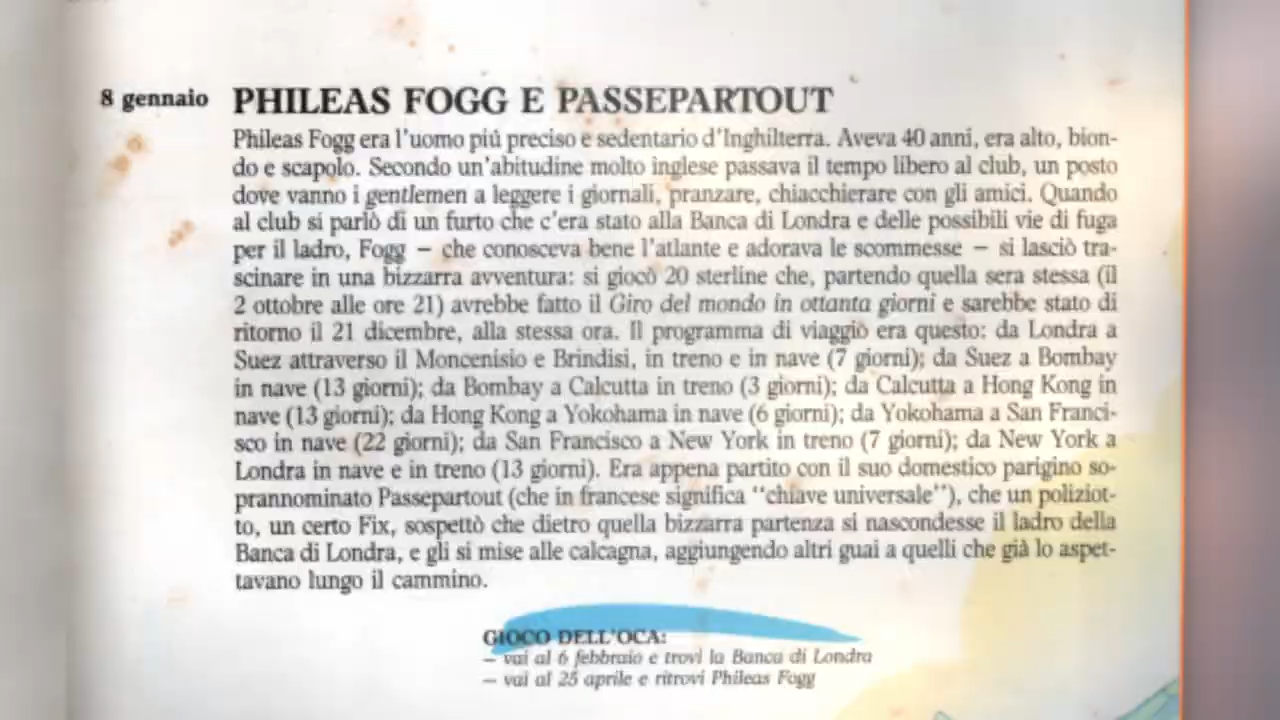 8 gennaio PHILEAS FOGG E PASSEPARTOUT
Phileas Fogg era l'uomo piú preciso e sedentario d'Inghilterra. Aveva 40 anni, era alto, bion-
do e scapolo. Secondo un'abitudine molto inglese passava il tempo libero al club, un posto
dove vanno i gentlemen a leggere i giornali, pranzare, chiacchierare con gli amici. Quando
al club si parlò di un furto che c'era stato alla Banca di Londra e delle possibili vie di fuga
per il ladro, Fogg — che conosceva bene l'atlante e adorava le scommesse — si lasciò tra-
scinare in una bizzarra avventura: si giocò 20 sterline che, partendo quella sera stessa (il
2 ottobre alle ore 21) avrebbe fatto il Giro del mondo in ottanta giorni e sarebbe stato di
ritorno il 21 dicembre, alla stessa ora. Il programma di viaggio era questo: da Londra a
Suez attraverso il Moncenisio e Brindisi, in treno e in nave (7 giorni); da Suez a Bombay
in nave (13 giorni); da Bombay a Calcutta in treno (3 giorni); da Calcutta a Hong Kong in
nave (13 giorni); da Hong Kong a Yokohama in nave (6 giorni); da Yokohama a San Franci-
sco in nave (22 giorni); da San Francisco a New York in treno (7 giorni); da New York a
Londra in nave e in treno (13 giorni). Era appena partito con il suo domestico parigino so-
prannominato Passepartout (che in francese significa "chiave universale"), che un poliziot-
to, un certo Fix, sospettò che dietro quella bizzarra partenza si nascondesse il ladro della
Banca di Londra, e gli si mise alle calcagna, aggiungendo altri guai a quelli che già lo aspet-
tavano lungo il cammino.
GIOCO DELL'OCA:
— vai al 6 febbraio e trovi la Banca di Londra
— vai al 25 aprile e ritrovi Phileas Fogg